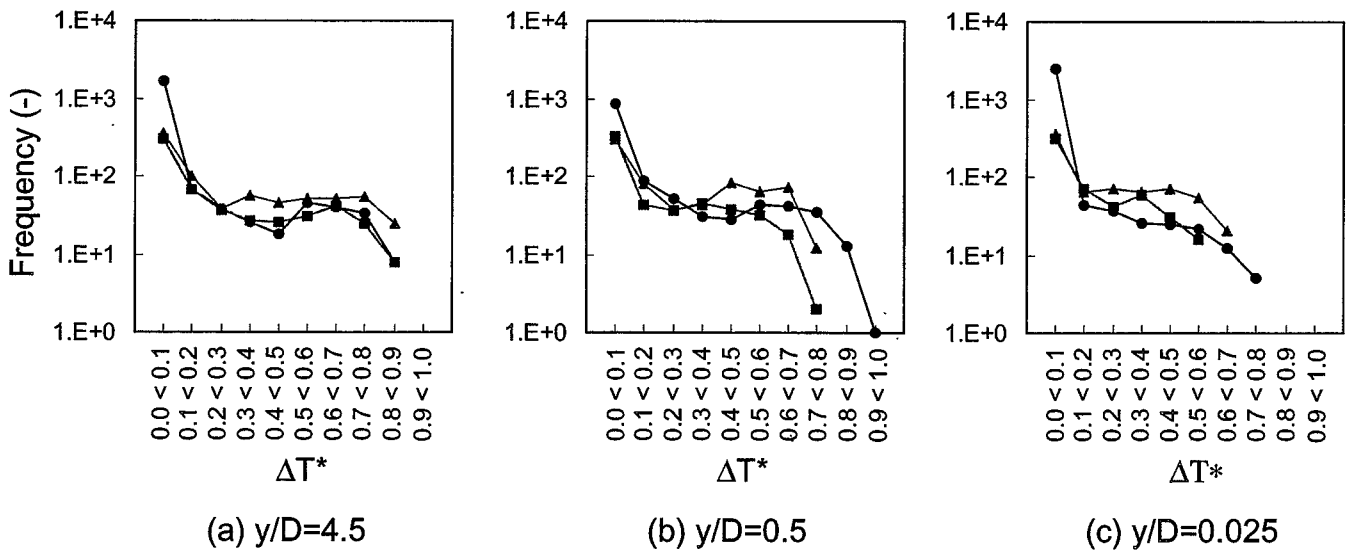 1.E+4
1.E+3
1.E+2
1.E+1
1.E+0
Frequency (-)
0.0 < 0.1
0.1 < 0.2
0.2 < 0.3
0.3 < 0.4
0.4 < 0.5
0.5 < 0.6
0.6 < 0.7
0.7 < 0.8
0.8 < 0.9
0.9 < 1.0
ΔT*
(a) y/D=4.5
1.E+4
1.E+3
1.E+2
1.E+1
1.E+0
0.0 < 0.1
0.1 < 0.2
0.2 < 0.3
0.3 < 0.4
0.4 < 0.5
0.5 < 0.6
0.6 < 0.7
0.7 < 0.8
0.8 < 0.9
0.9 < 1.0
ΔT*
(b) y/D=0.5
1.E+4
1.E+3
1.E+2
1.E+1
1.E+0
0.0 < 0.1
0.1 < 0.2
0.2 < 0.3
0.3 < 0.4
0.4 < 0.5
0.5 < 0.6
0.6 < 0.7
0.7 < 0.8
0.8 < 0.9
0.9 < 1.0
ΔT*
(c) y/D=0.025